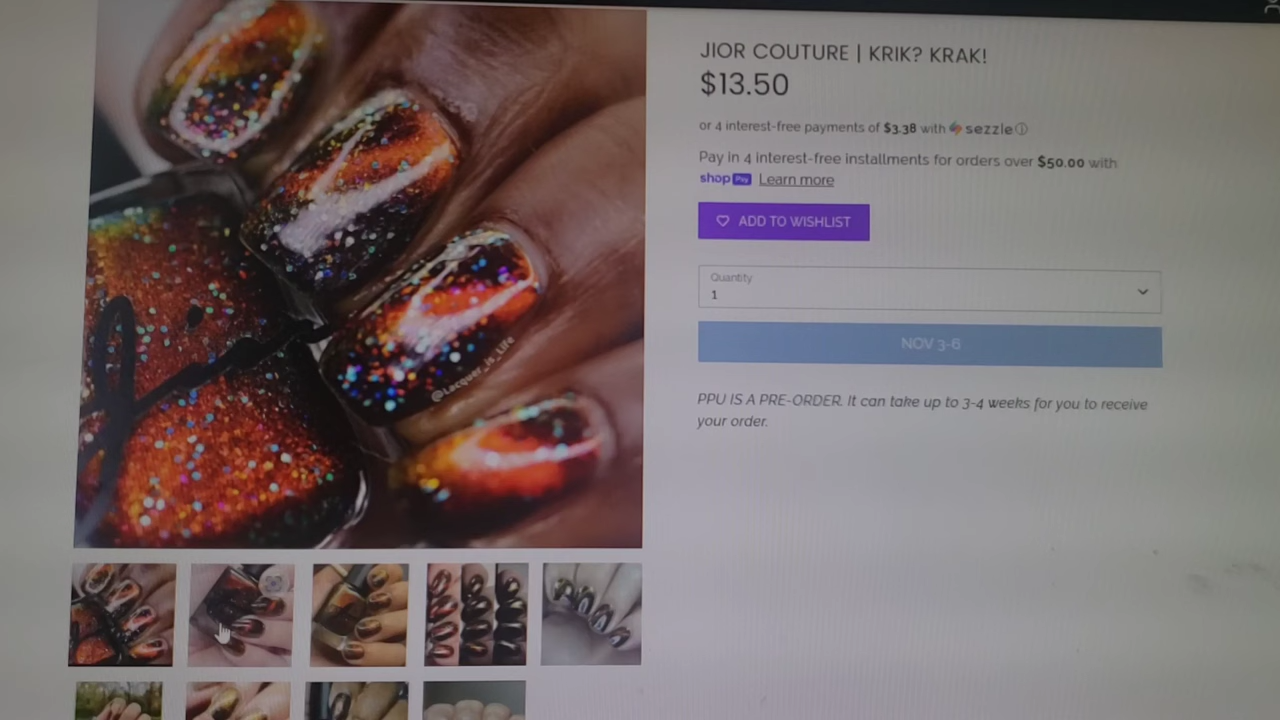 JIOR COUTURE | KRIK? KRAK!
$13.50
or 4 interest-free payments of $3.38 with sezzle ⓘ
Pay in 4 interest-free installments for orders over $50.00 with
shop Pay Learn more
ADD TO WISHLIST
Quantity
1
NOV 3-6
PPU IS A PRE-ORDER. It can take up to 3-4 weeks for you to receive
your order.
@Lacquer_is_Life